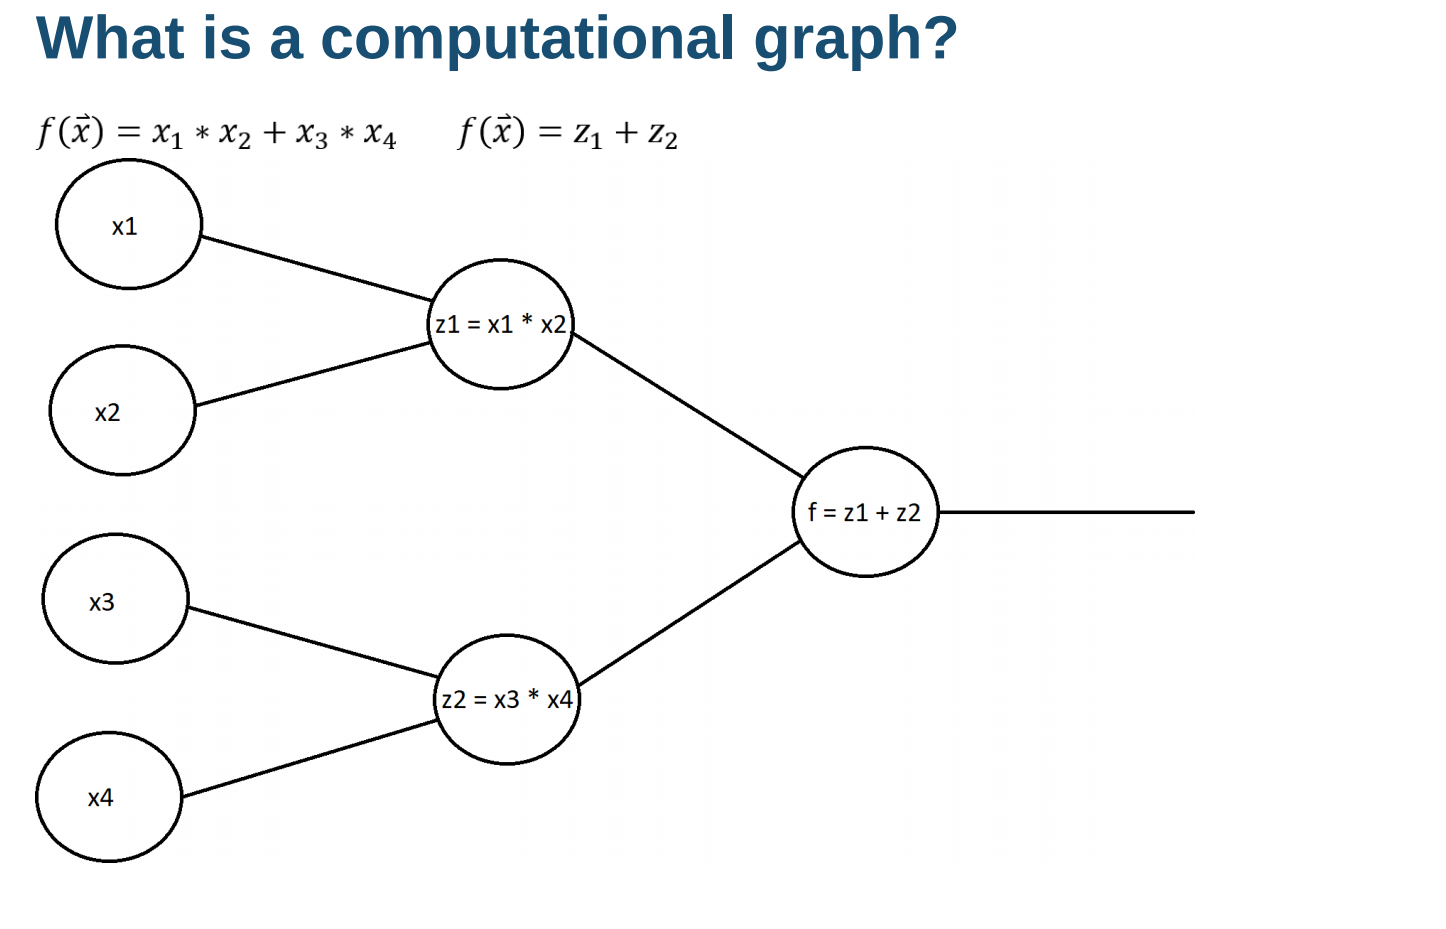 What is a computational graph?
f(x⃗) = x₁ * x₂ + x₃ * x₄   f(x⃗) = z₁ + z₂
x1
z1 = x1 * x2
x2
f = z1 + z2
x3
z2 = x3 * x4
x4